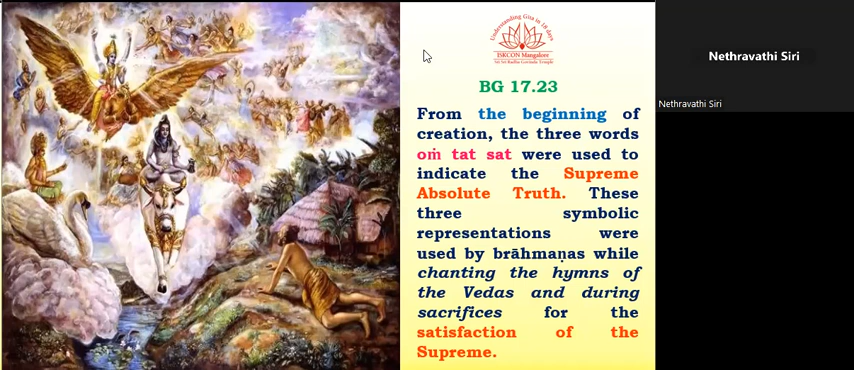 Understanding Gita in 18 days
ISKCON Mangalore
Sri Sri Radha Govinda Temple
BG 17.23
From the beginning of
creation, the three words
oṁ tat sat were used to
indicate the Supreme
Absolute Truth. These
three symbolic
representations were
used by brāhmaṇas while
chanting the hymns of
the Vedas and during
sacrifices for the
satisfaction of the
Supreme.
Nethravathi Siri
Nethravathi Siri